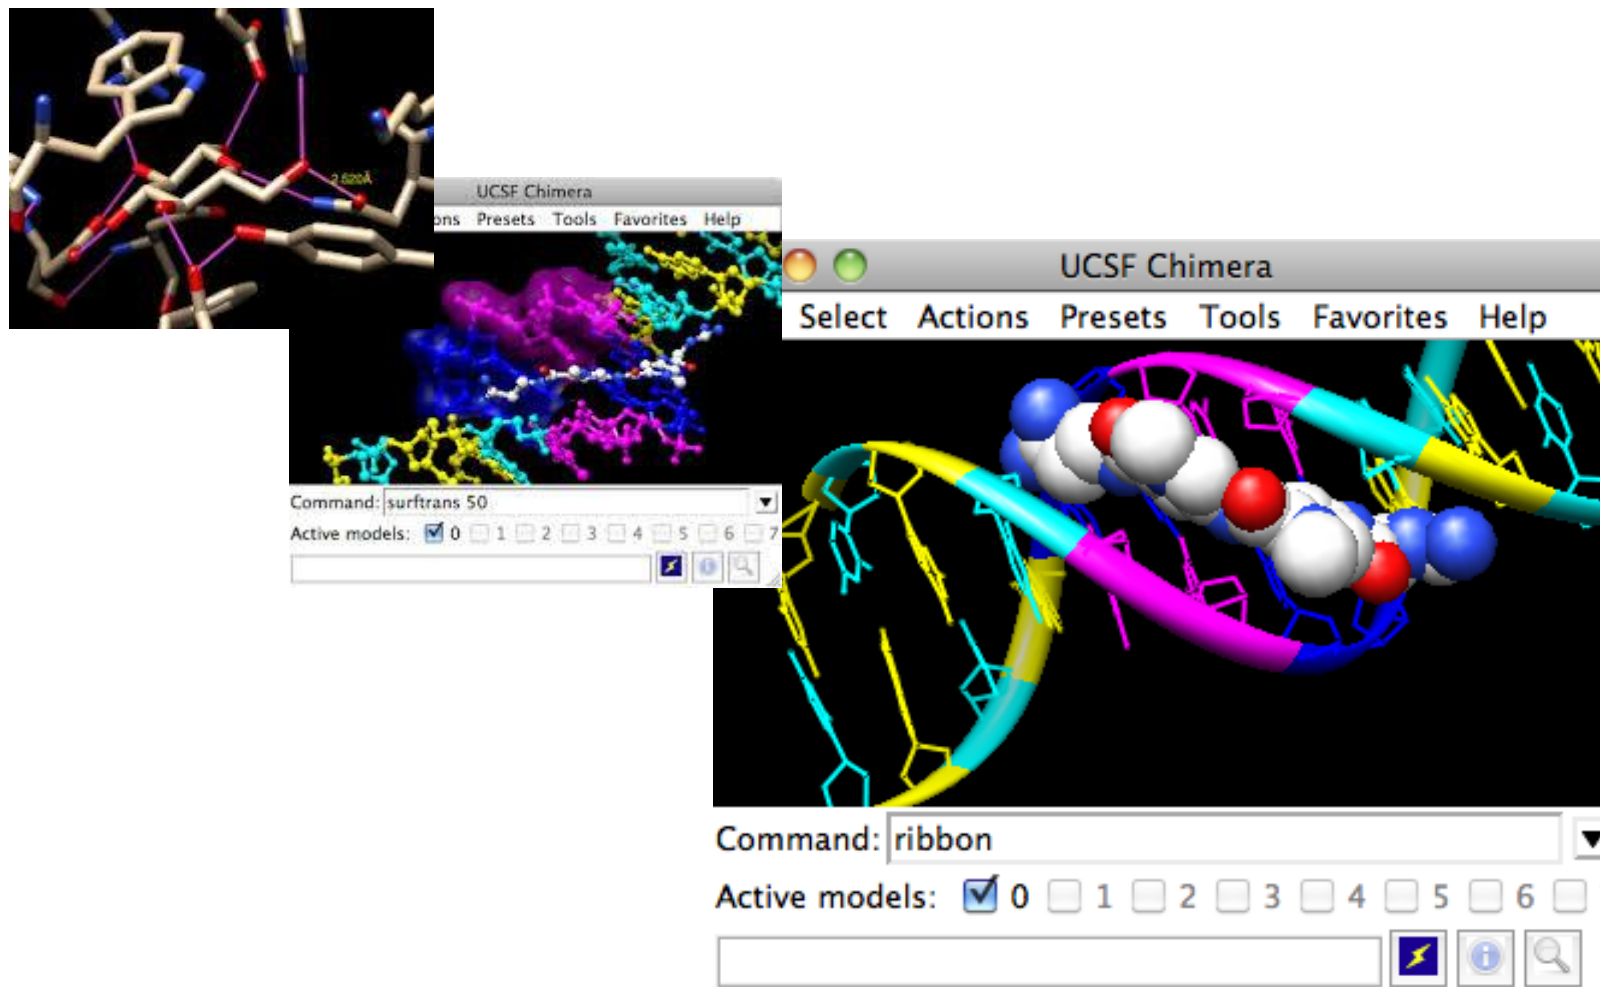 2.520Å
UCSF Chimera
ons Presets Tools Favorites Help
Command: surftrans 50
Active models: 0 1 2 3 4 5 6 7
UCSF Chimera
Select Actions Presets Tools Favorites Help
Command: ribbon
Active models: 0 1 2 3 4 5 6